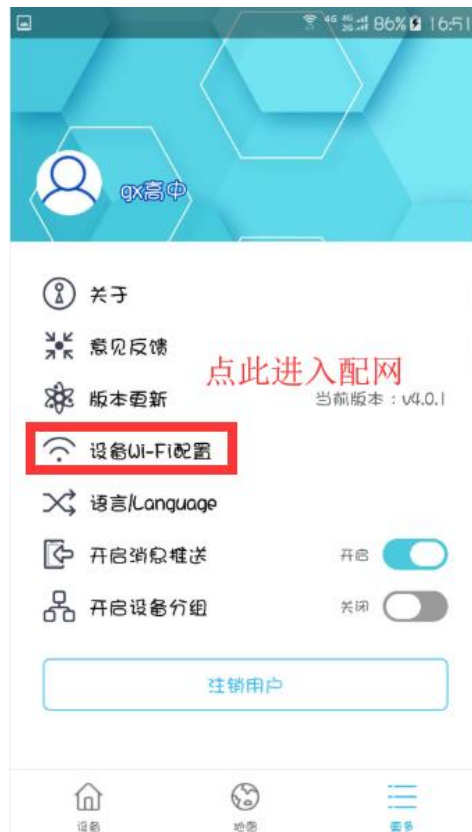 4G 4G 2G 86% 16:51
gx高中
关于
意见反馈
点此进入配网
版本更新 当前版本：v4.0.1
设备Wi-Fi配置
语言/Language
开启消息推送 开启
开启设备分组 关闭
注销用户
设备 地图 更多